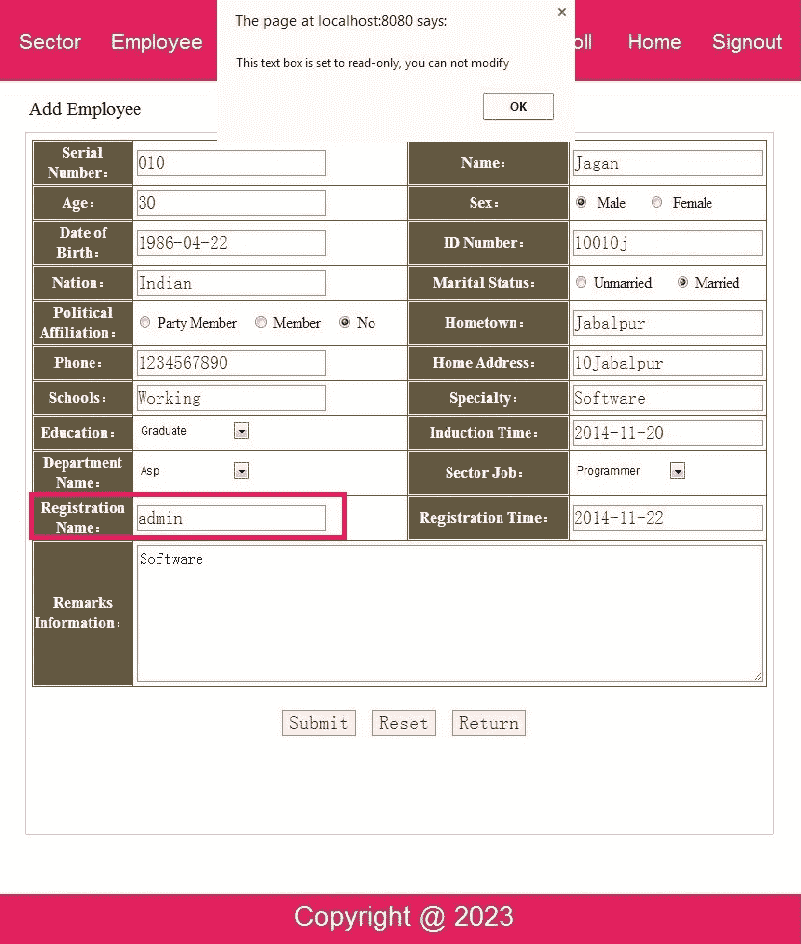 The page at localhost:8080 says:
This text box is set to read-only, you can not modify
OK
Sector Employee oll Home Signout
Add Employee
Serial Number: 010 Name: Jagan
Age: 30 Sex: Male Female
Date of Birth: 1986-04-22 ID Number: 10010j
Nation: Indian Marital Status: Unmarried Married
Political Affiliation: Party Member Member No Hometown: Jabalpur
Phone: 1234567890 Home Address: 10Jabalpur
Schools: Working Specialty: Software
Education: Graduate Induction Time: 2014-11-20
Department Name: Asp Sector Job: Programmer
Registration Name: admin Registration Time: 2014-11-22
Remarks Information: Software
Submit Reset Return
Copyright @ 2023